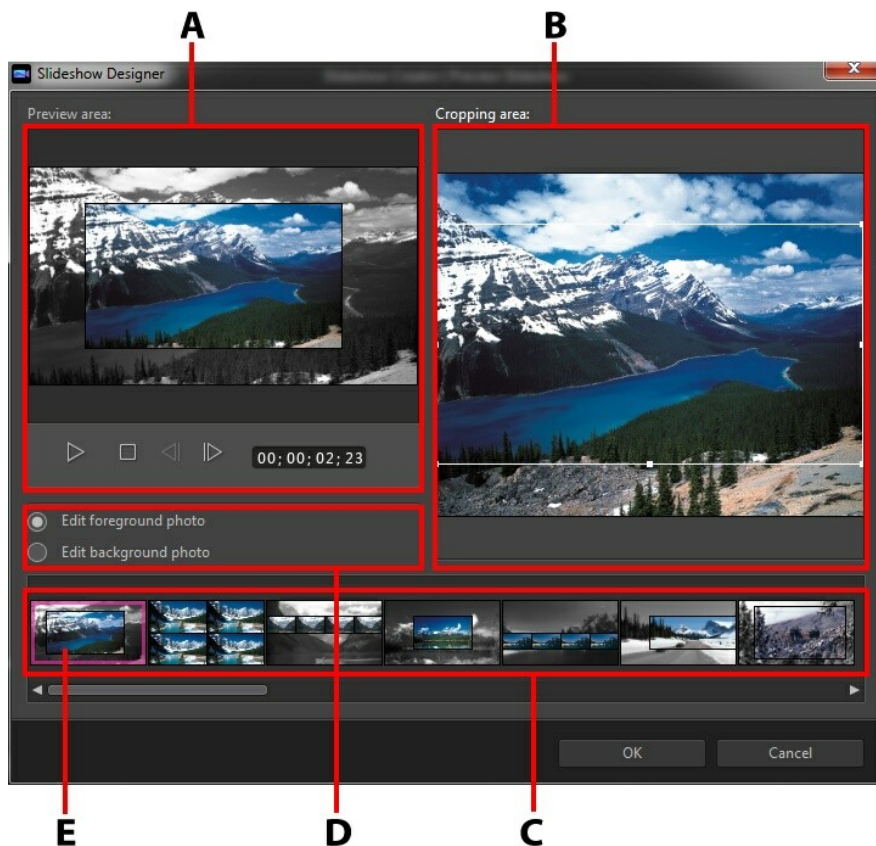 A
B
Slideshow Designer
x
Preview area:
Cropping area:
00;00;02;23
Edit foreground photo
Edit background photo
OK
Cancel
E
D
C